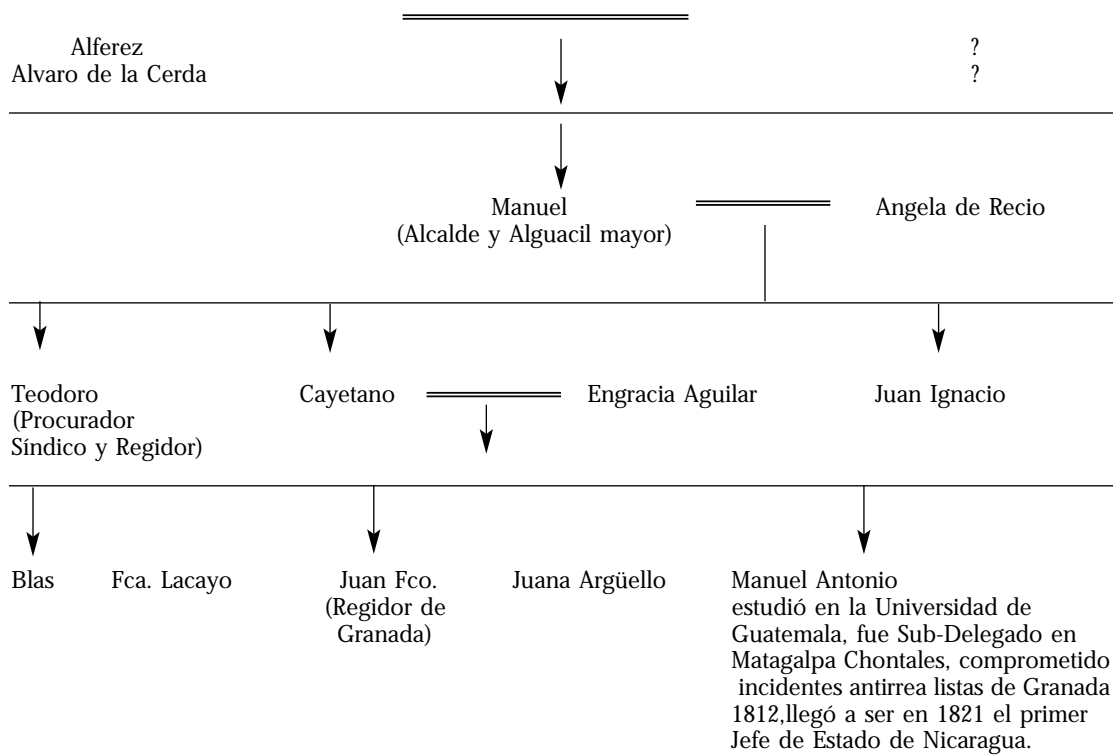 Alferez
Alvaro de la Cerda
?
?
Manuel
(Alcalde y Alguacil mayor)
Angela de Recio
Teodoro
(Procurador
Síndico y Regidor)
Cayetano
Engracia Aguilar
Juan Ignacio
Blas
Fca. Lacayo
Juan Fco.
(Regidor de
Granada)
Juana Argüello
Manuel Antonio
estudió en la Universidad de
Guatemala, fue Sub-Delegado en
Matagalpa Chontales, comprometido
incidentes antirrea listas de Granada
1812,llegó a ser en 1821 el primer
Jefe de Estado de Nicaragua.